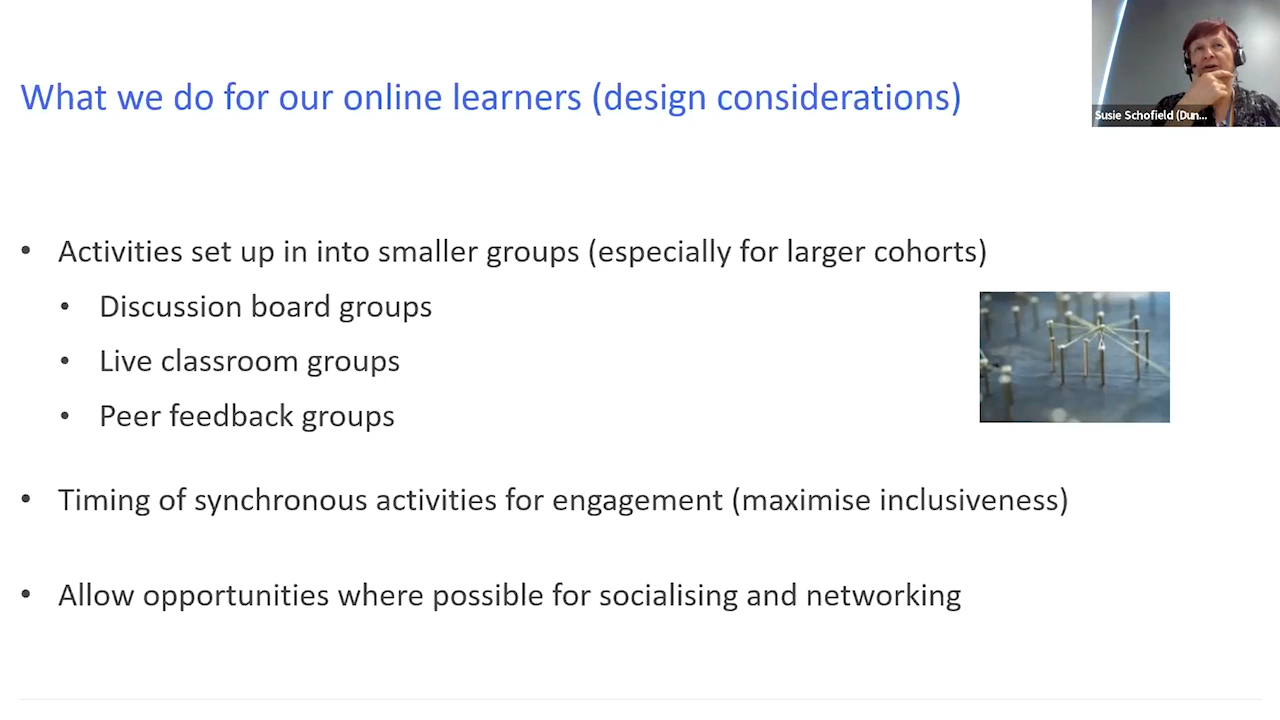 What we do for our online learners (design considerations)
Susie Schofield (Dun...
• Activities set up in into smaller groups (especially for larger cohorts)
• Discussion board groups
• Live classroom groups
• Peer feedback groups
• Timing of synchronous activities for engagement (maximise inclusiveness)
• Allow opportunities where possible for socialising and networking